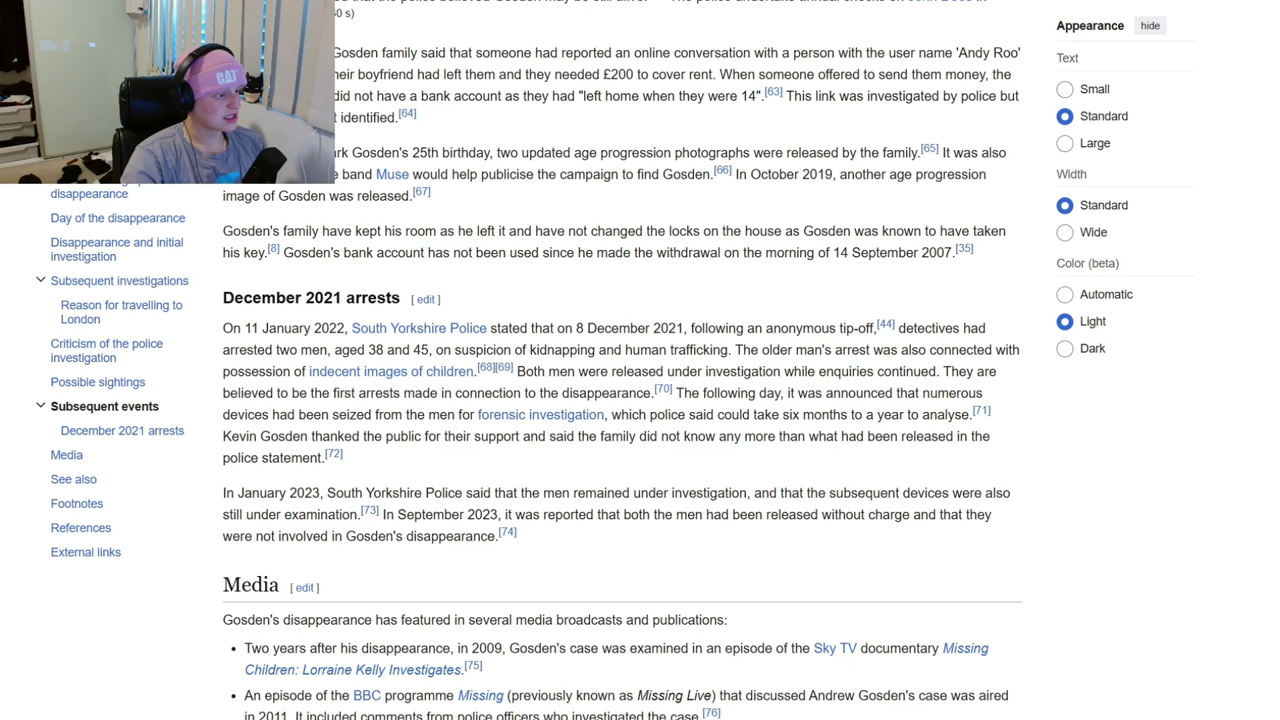 that the police believed Gosden may be still alive. The police undertake annual checks on John Does in
0 s)
Gosden family said that someone had reported an online conversation with a person with the user name 'Andy Roo'
heir boyfriend had left them and they needed £200 to cover rent. When someone offered to send them money, the
did not have a bank account as they had "left home when they were 14".[63] This link was investigated by police but
t identified.[64]
rk Gosden's 25th birthday, two updated age progression photographs were released by the family.[65] It was also
e band Muse would help publicise the campaign to find Gosden.[66] In October 2019, another age progression
image of Gosden was released.[67]
Gosden's family have kept his room as he left it and have not changed the locks on the house as Gosden was known to have taken
his key.[8] Gosden's bank account has not been used since he made the withdrawal on the morning of 14 September 2007.[35]
December 2021 arrests [ edit ]
On 11 January 2022, South Yorkshire Police stated that on 8 December 2021, following an anonymous tip-off,[44] detectives had
arrested two men, aged 38 and 45, on suspicion of kidnapping and human trafficking. The older man's arrest was also connected with
possession of indecent images of children.[68][69] Both men were released under investigation while enquiries continued. They are
believed to be the first arrests made in connection to the disappearance.[70] The following day, it was announced that numerous
devices had been seized from the men for forensic investigation, which police said could take six months to a year to analyse.[71]
Kevin Gosden thanked the public for their support and said the family did not know any more than what had been released in the
police statement.[72]
In January 2023, South Yorkshire Police said that the men remained under investigation, and that the subsequent devices were also
still under examination.[73] In September 2023, it was reported that both the men had been released without charge and that they
were not involved in Gosden's disappearance.[74]
Media [ edit ]
Gosden's disappearance has featured in several media broadcasts and publications:
• Two years after his disappearance, in 2009, Gosden's case was examined in an episode of the Sky TV documentary Missing
Children: Lorraine Kelly Investigates.[75]
• An episode of the BBC programme Missing (previously known as Missing Live) that discussed Andrew Gosden's case was aired
in 2011. It included comments from police officers who investigated the case.[76]
CAT
disappearance
Day of the disappearance
Disappearance and initial
investigation
Subsequent investigations
Reason for travelling to
London
Criticism of the police
investigation
Possible sightings
Subsequent events
December 2021 arrests
Media
See also
Footnotes
References
External links
Appearance hide
Text
Small
Standard
Large
Width
Standard
Wide
Color (beta)
Automatic
Light
Dark